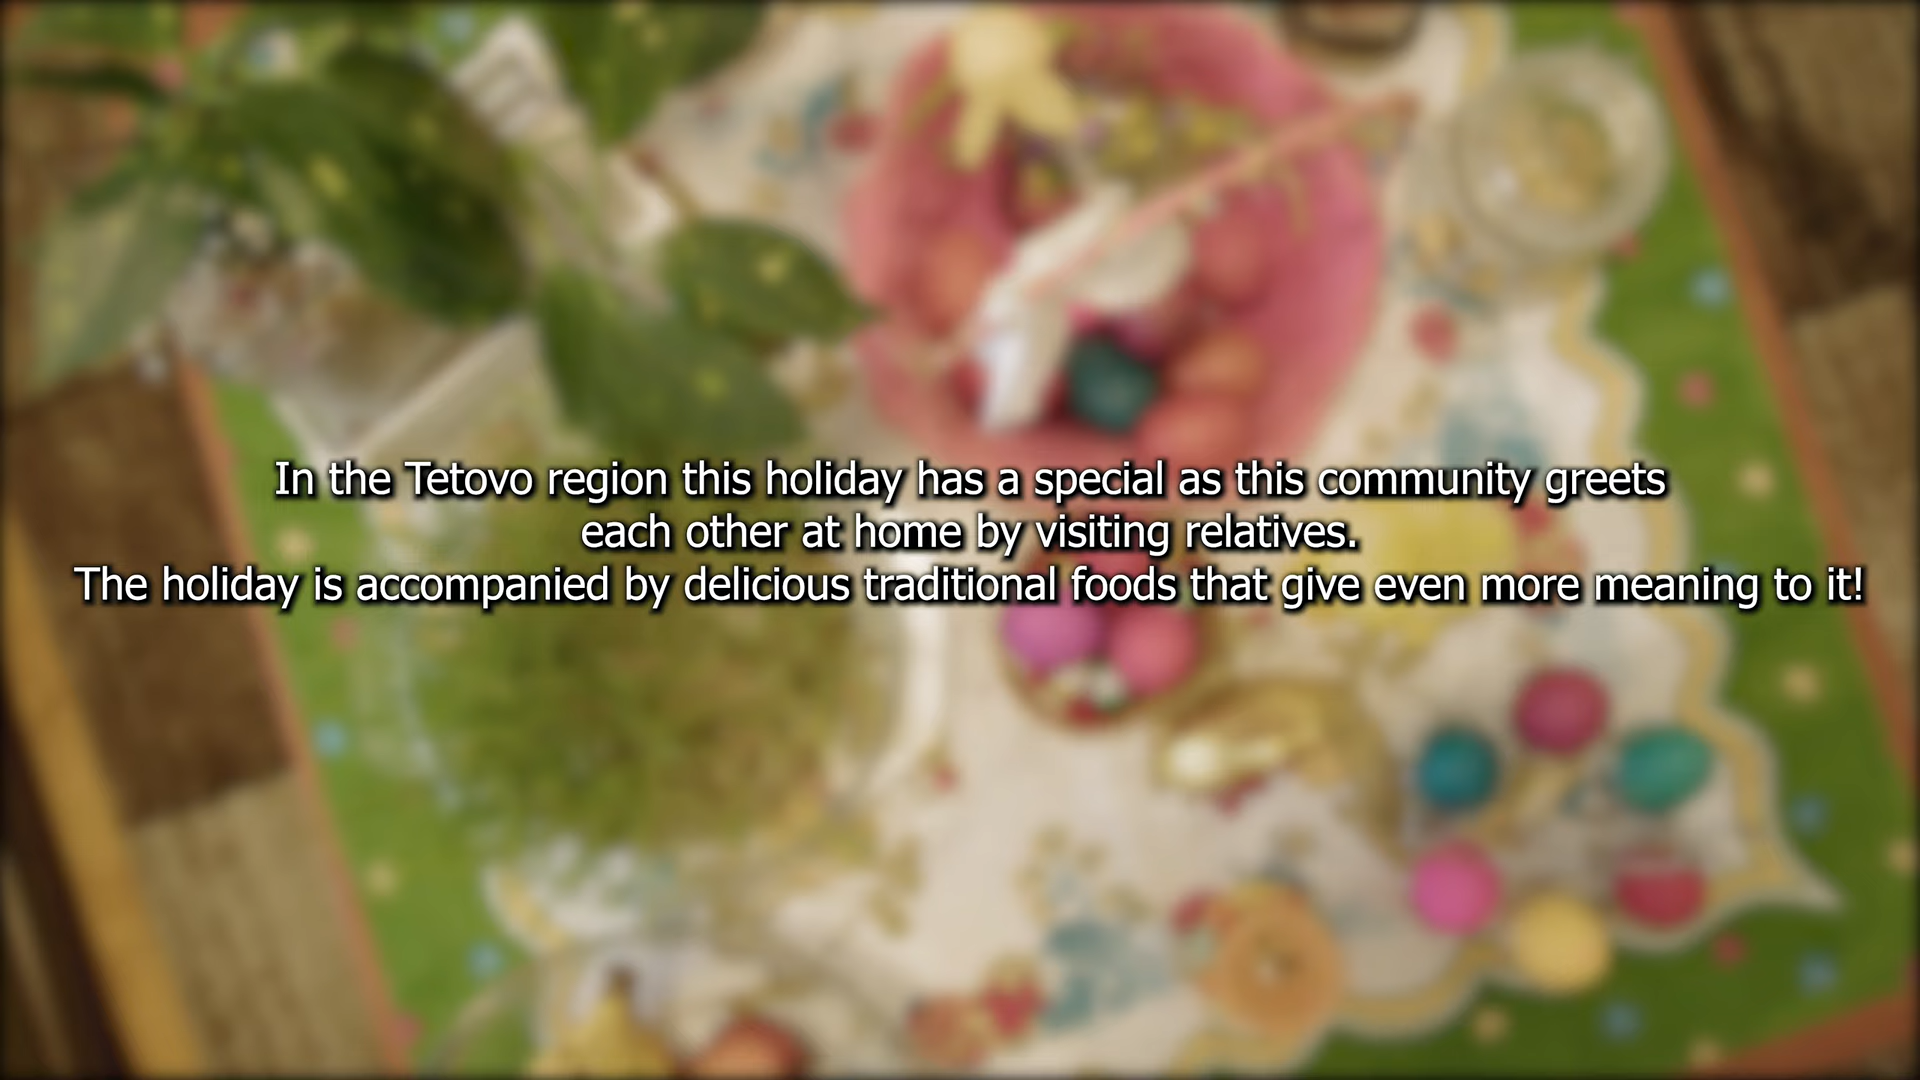 In the Tetovo region this holiday has a special as this community greets
each other at home by visiting relatives.
The holiday is accompanied by delicious traditional foods that give even more meaning to it!